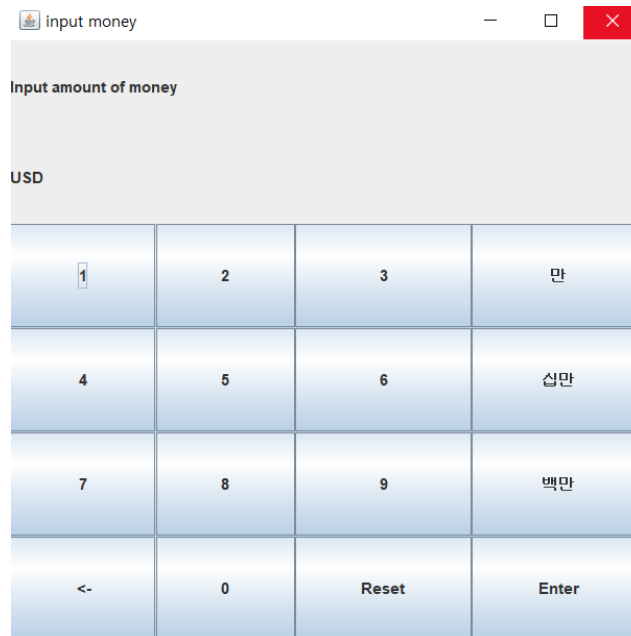 input money
Input amount of money
USD
1 2 3 만
4 5 6 십만
7 8 9 백만
<- 0 Reset Enter